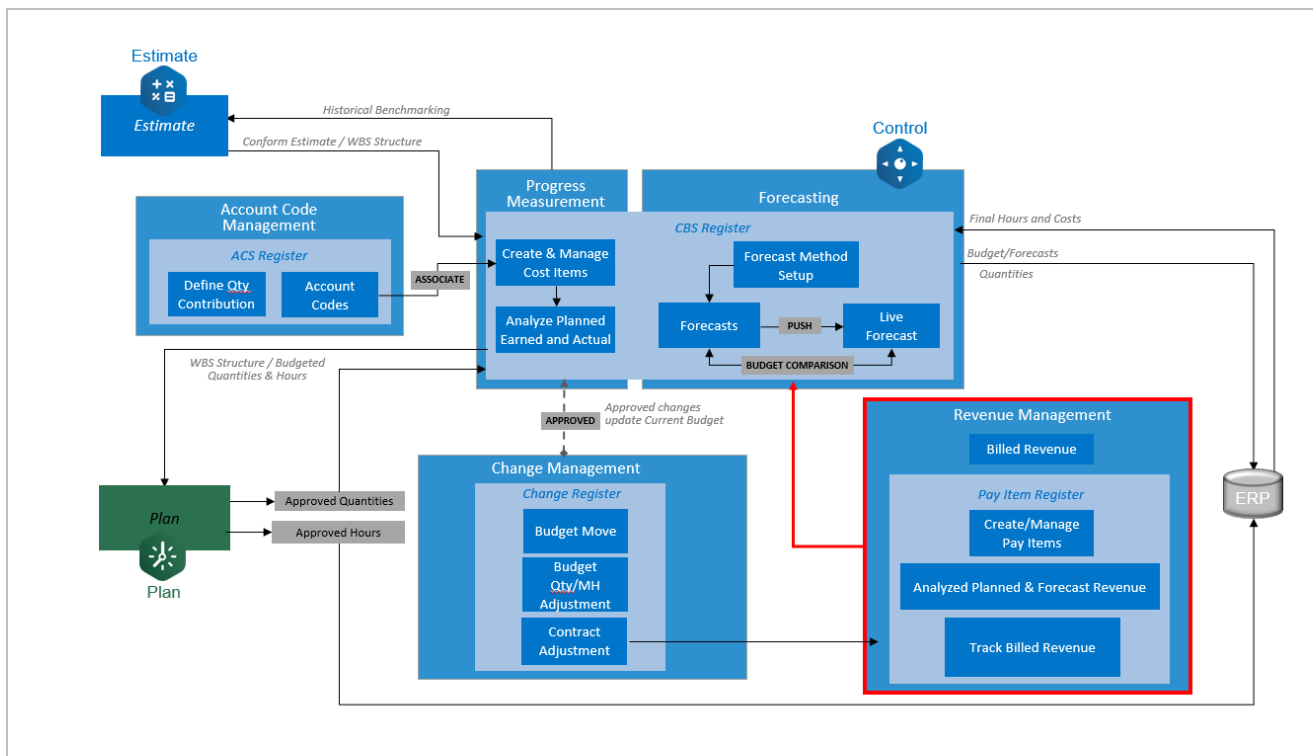 Estimate
Estimate
Historical Benchmarking
Conform Estimate / WBS Structure
Control
Progress
Measurement
Forecasting
Account Code
Management
ACS Register
Define Qty
Contribution
Account
Codes
ASSOCIATE
CBS Register
Create & Manage
Cost Items
Analyze Planned
Earned and Actual
Forecast Method
Setup
Forecasts
PUSH
Live
Forecast
BUDGET COMPARISON
Final Hours and Costs
Budget/Forecasts
Quantities
WBS Structure / Budgeted
Quantities & Hours
APPROVED
Approved changes
update Current Budget
Plan
Plan
Approved Quantities
Approved Hours
Change Management
Change Register
Budget Move
Budget
Qty/MH
Adjustment
Contract
Adjustment
Revenue Management
Billed Revenue
Pay Item Register
Create/Manage
Pay Items
Analyzed Planned & Forecast Revenue
Track Billed Revenue
ERP